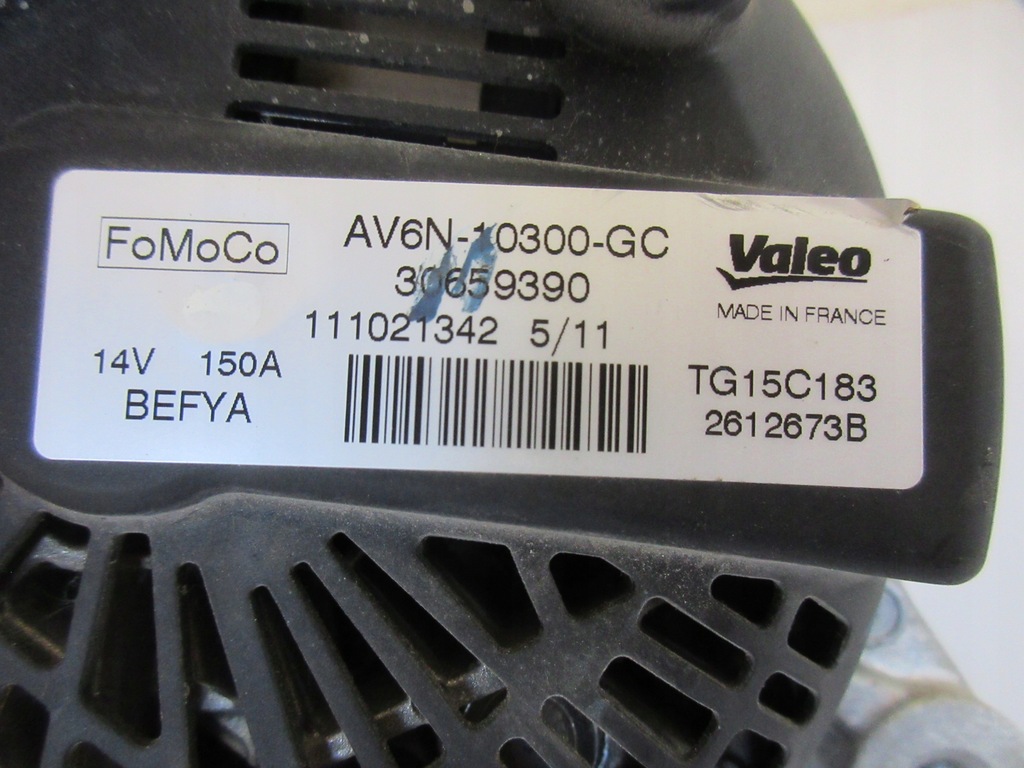 FoMoCo
AV6N-10300-GC
30659390
111021342 5/11
14V 150A
BEFYA
Valeo
MADE IN FRANCE
TG15C183
2612673B